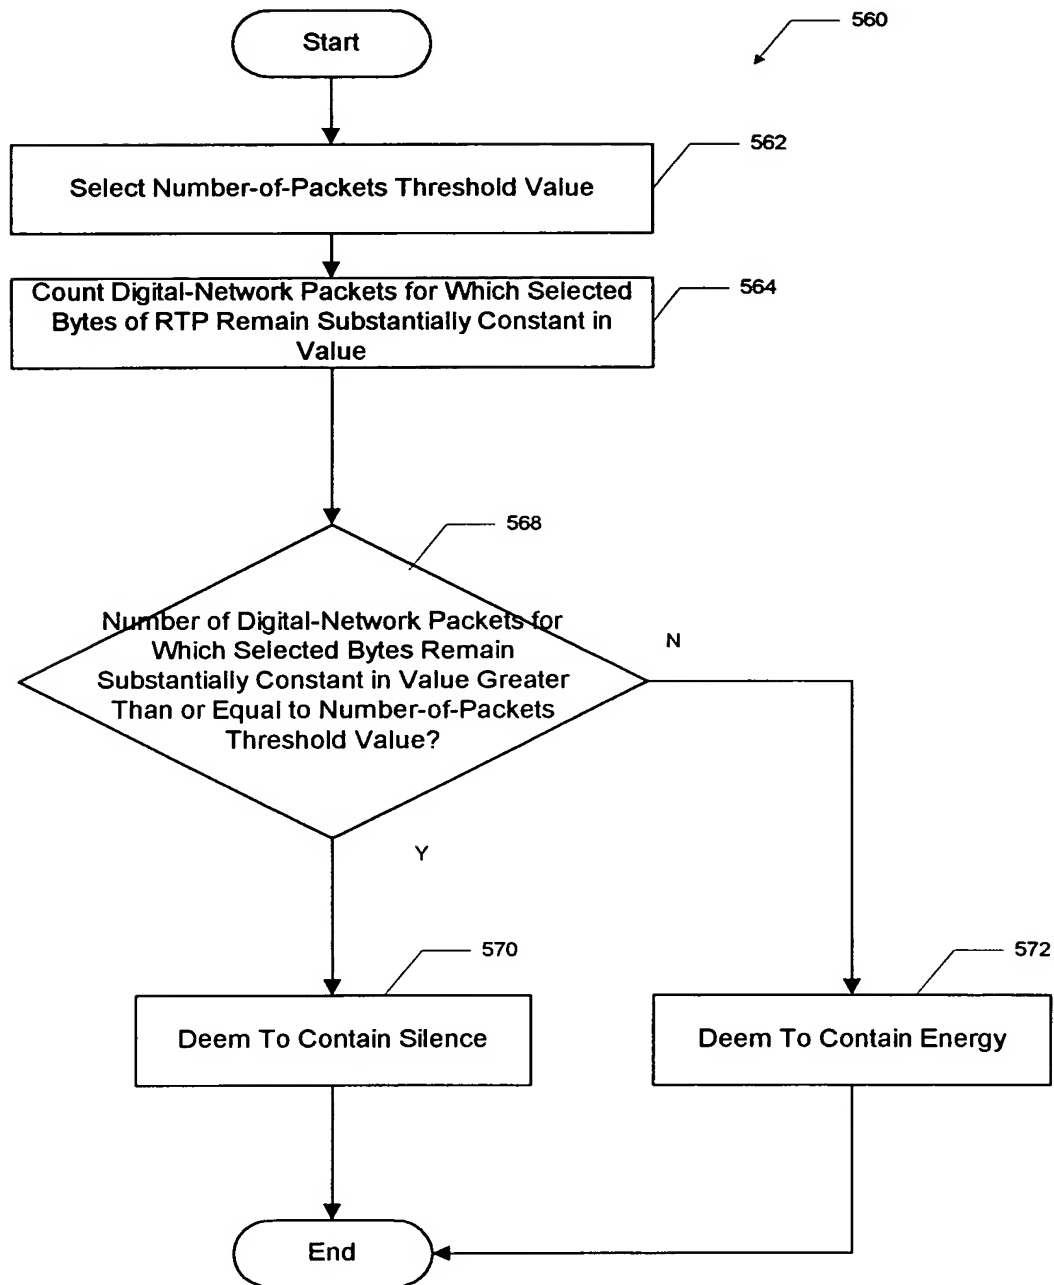 Start
560
562
Select Number-of-Packets Threshold Value
564
Count Digital-Network Packets for Which Selected
Bytes of RTP Remain Substantially Constant in
Value
568
Number of Digital-Network Packets for
Which Selected Bytes Remain
Substantially Constant in Value Greater
Than or Equal to Number-of-Packets
Threshold Value?
N
Y
570
572
Deem To Contain Silence
Deem To Contain Energy
End